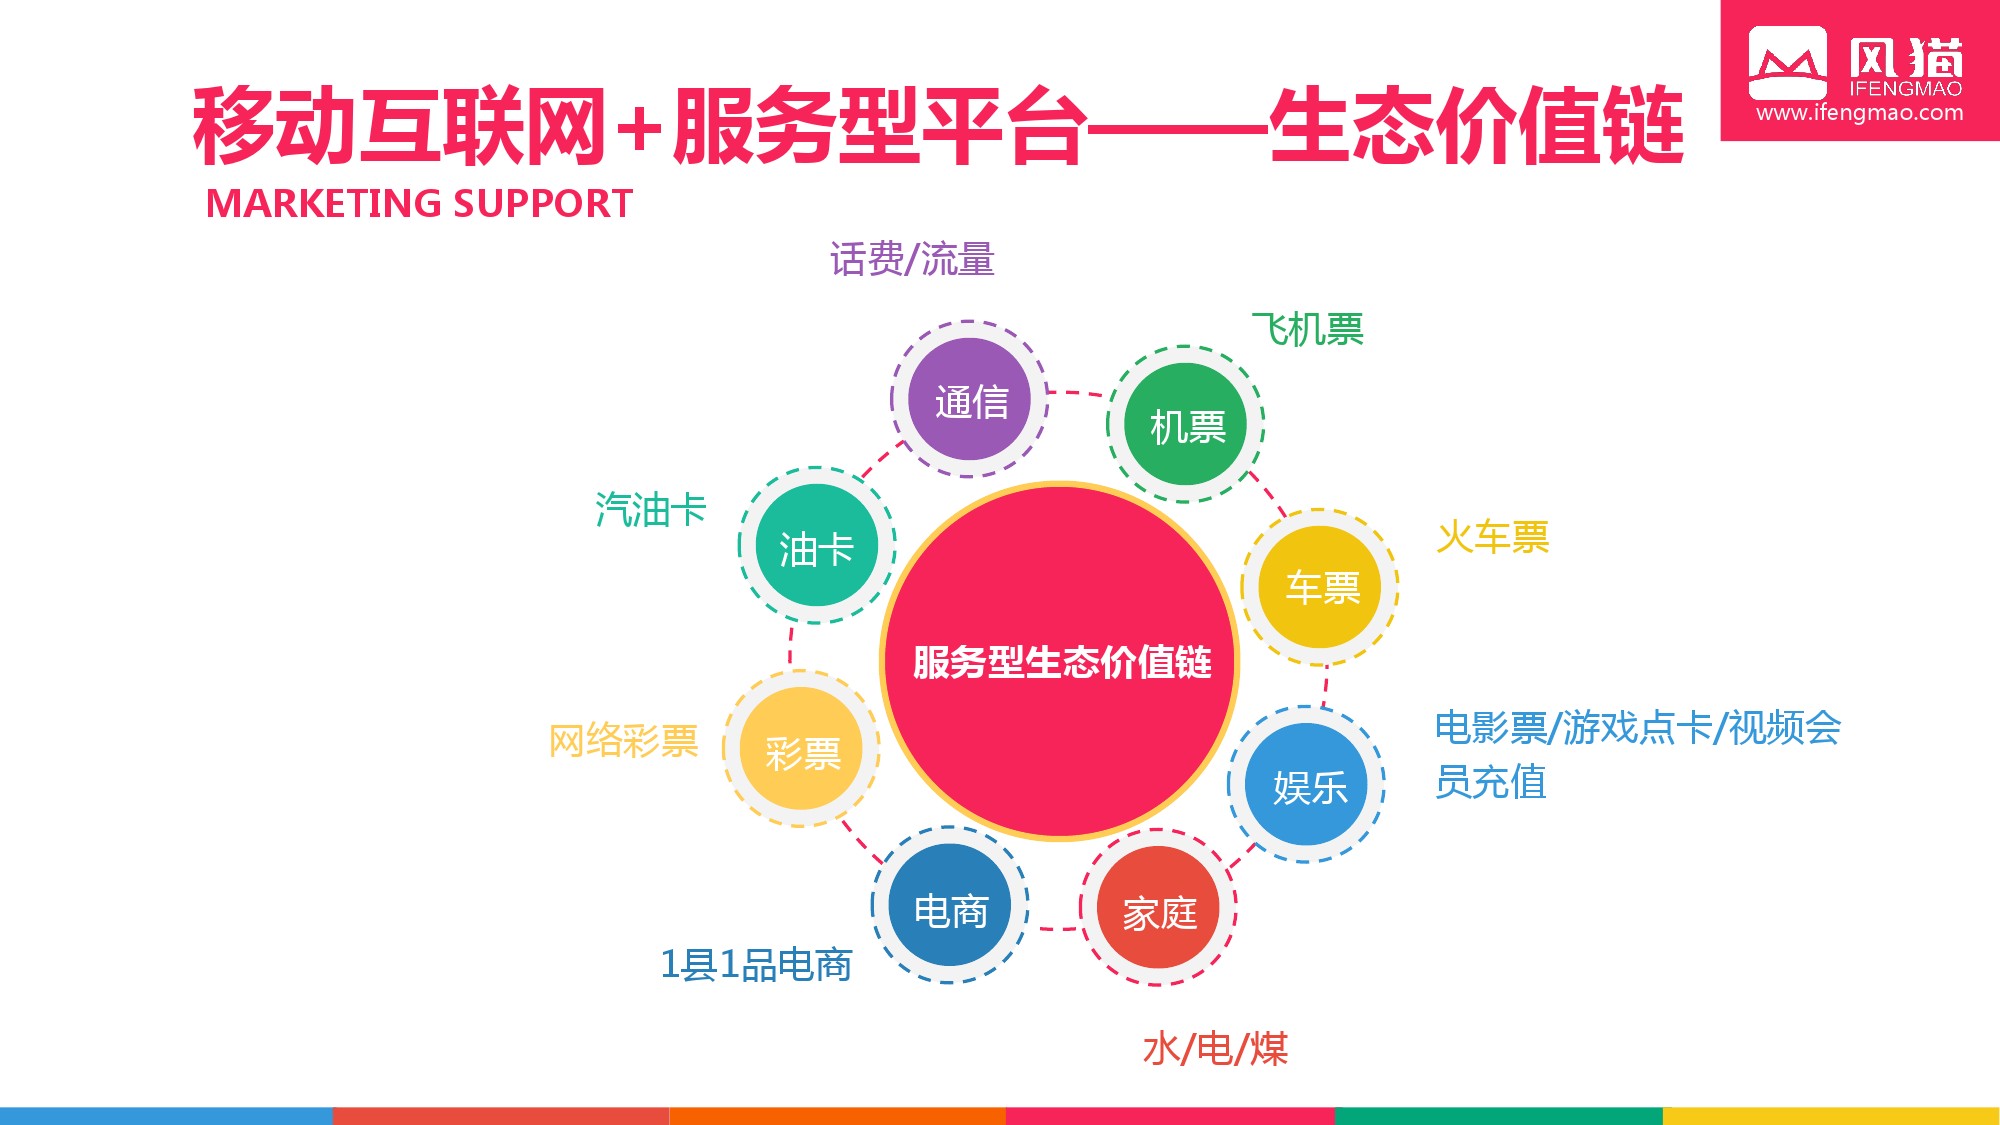 移动互联网+服务型平台——生态价值链
MARKETING SUPPORT
风猫
IFENGMAO
www.ifengmao.com
话费/流量
飞机票
通信
机票
汽油卡
油卡
火车票
车票
服务型生态价值链
网络彩票
彩票
电影票/游戏点卡/视频会
员充值
娱乐
电商
家庭
1县1品电商
水/电/煤